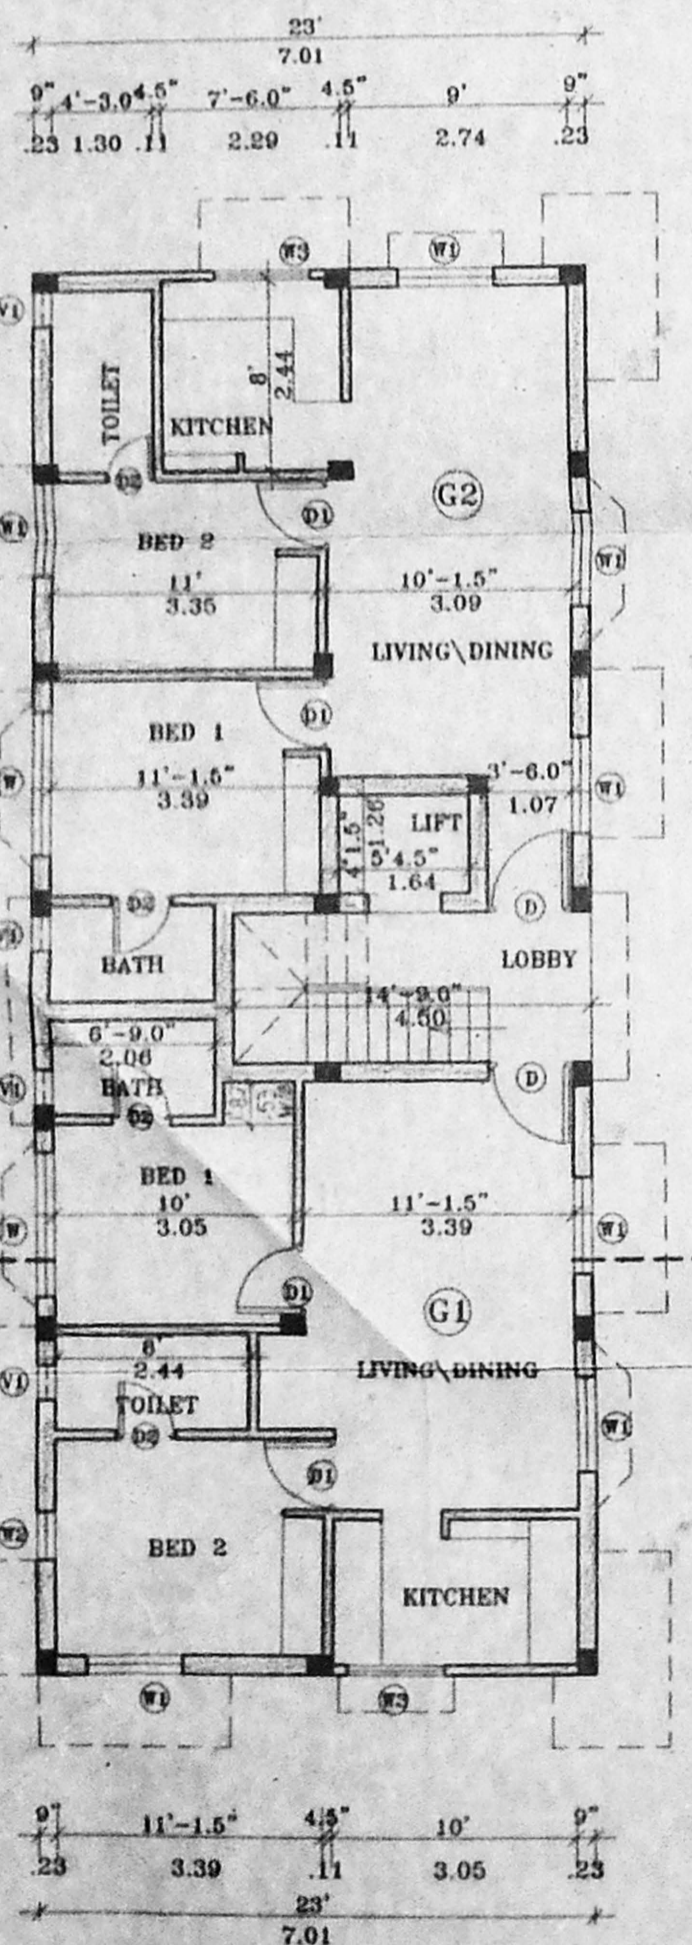 23'
7.01
9" 4'-3.0" 4.5" 7'-6.0" 4.5" 9' 9"
.23 1.30 .11 2.29 .11 2.74 .23
W3 W1
V1
8'
2.44
TOILET
KITCHEN
D2
G2
W1 D1
BED 2
W1
11' 10'-1.5"
3.35 3.09
LIVING\DINING
D1
BED 1
W 11'-1.5" 3'-6.0" W1
3.39 1.07
4'1.5"
1.26
LIFT
5'4.5"
1.64
D2 D
V1
BATH LOBBY
14'-9.0"
4.50
6'-9.0"
2.06
V1 BATH D
D2
BED 1
10' 11'-1.5"
W 3.05 3.39 W1
D1
G1
8'
2.44 LIVING\DINING
V1
TOILET
D2 W1
D1
W2
BED 2
KITCHEN
W1 W3
9" 11'-1.5" 4.5" 10' 9"
.23 3.39 .11 3.05 .23
23'
7.01